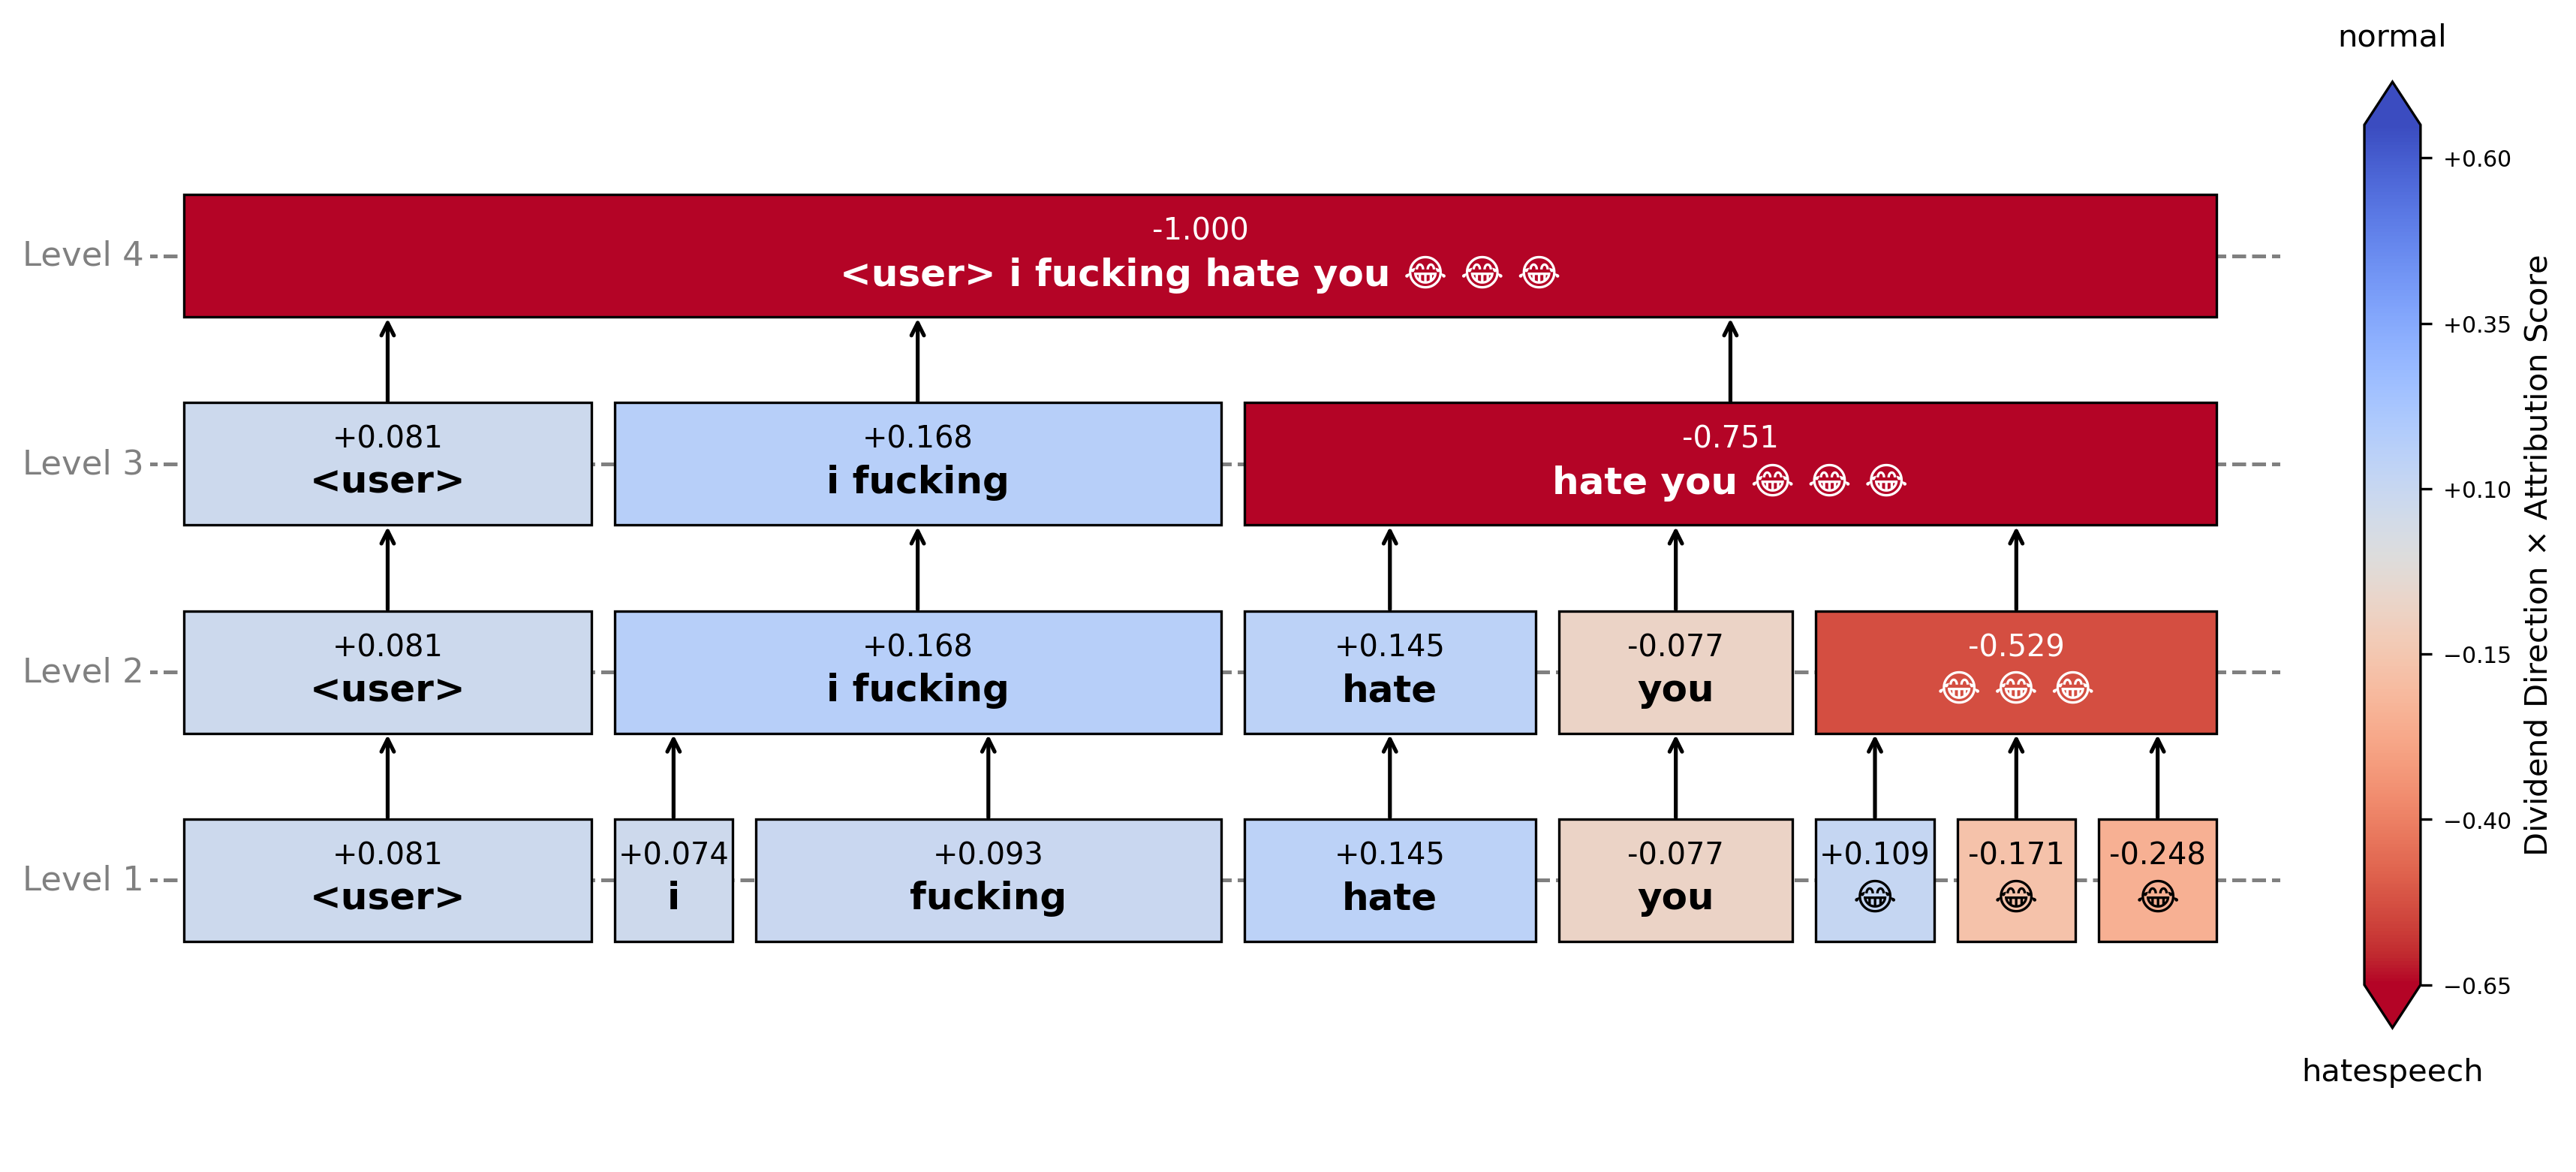 normal
Level 4
-1.000
<user> i fucking hate you 😂 😂 😂
Level 3
+0.081
<user>
+0.168
i fucking
-0.751
hate you 😂 😂 😂
Level 2
+0.081
<user>
+0.168
i fucking
+0.145
hate
-0.077
you
-0.529
😂 😂 😂
Level 1
+0.081
<user>
+0.074
i
+0.093
fucking
+0.145
hate
-0.077
you
+0.109
😂
-0.171
😂
-0.248
😂
+0.60
+0.35
+0.10
−0.15
−0.40
−0.65
Dividend Direction × Attribution Score
hatespeech